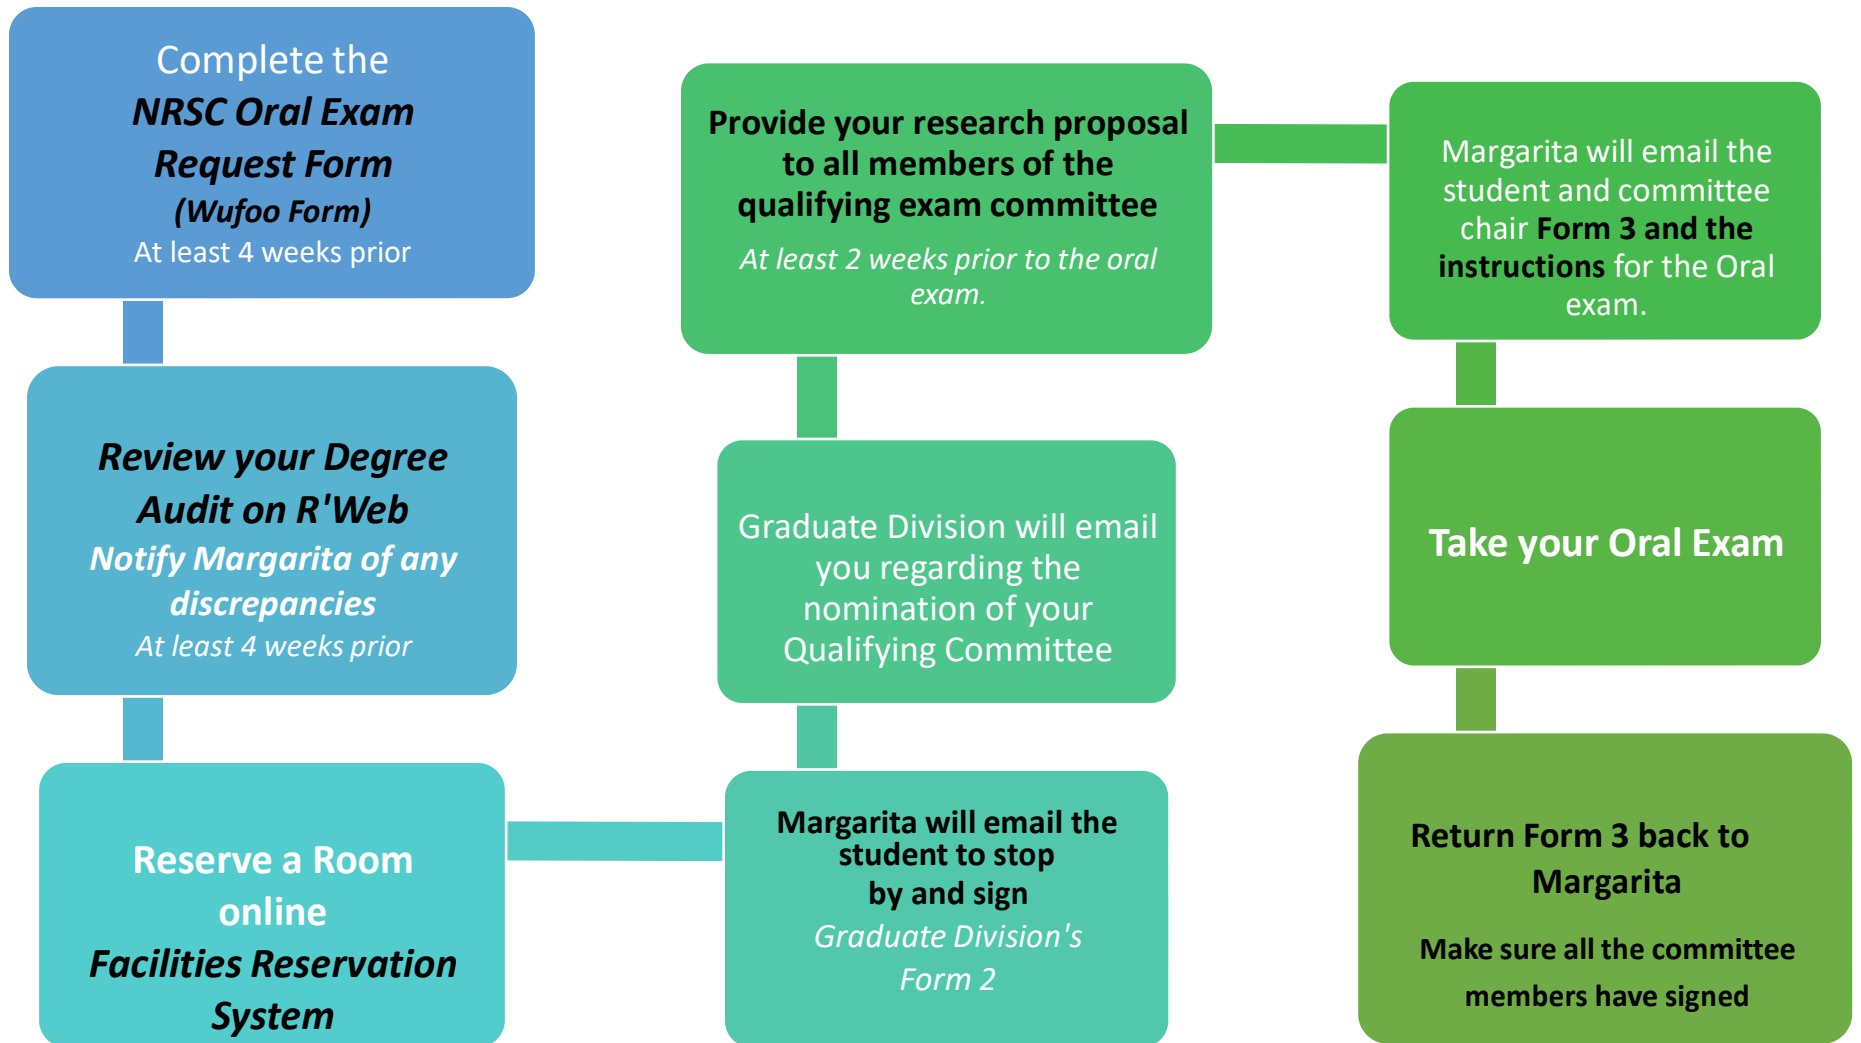 Complete the
NRSC Oral Exam
Request Form
(Wufoo Form)
At least 4 weeks prior
Review your Degree
Audit on R'Web
Notify Margarita of any
discrepancies
At least 4 weeks prior
Reserve a Room
online
Facilities Reservation
System
Margarita will email the
student to stop
by and sign
Graduate Division's
Form 2
Graduate Division will email
you regarding the
nomination of your
Qualifying Committee
Provide your research proposal
to all members of the
qualifying exam committee
At least 2 weeks prior to the oral
exam.
Margarita will email the
student and committee
chair Form 3 and the
instructions for the Oral
exam.
Take your Oral Exam
Return Form 3 back to
Margarita
Make sure all the committee
members have signed